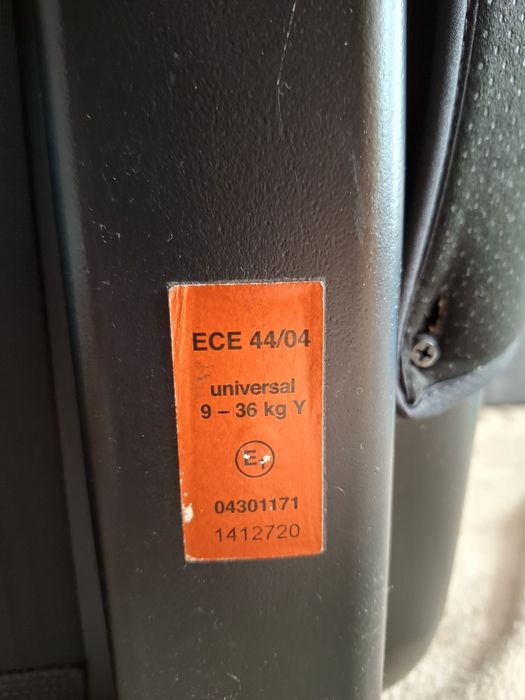 ECE 44/04
universal
9 – 36 kg Y
E1
04301171
1412720